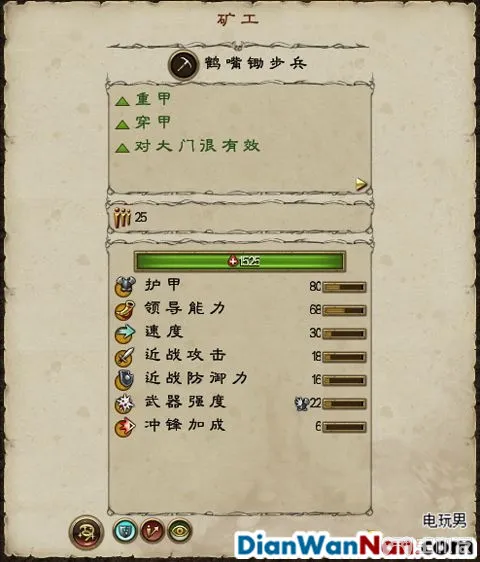 矿工
鹤嘴锄步兵
重甲
穿甲
对大门很有效
25
1525
护甲 80
领导能力 68
速度 30
近战攻击 18
近战防御力 16
武器强度 22
冲锋加成 6
电玩男
DianWanNan.com